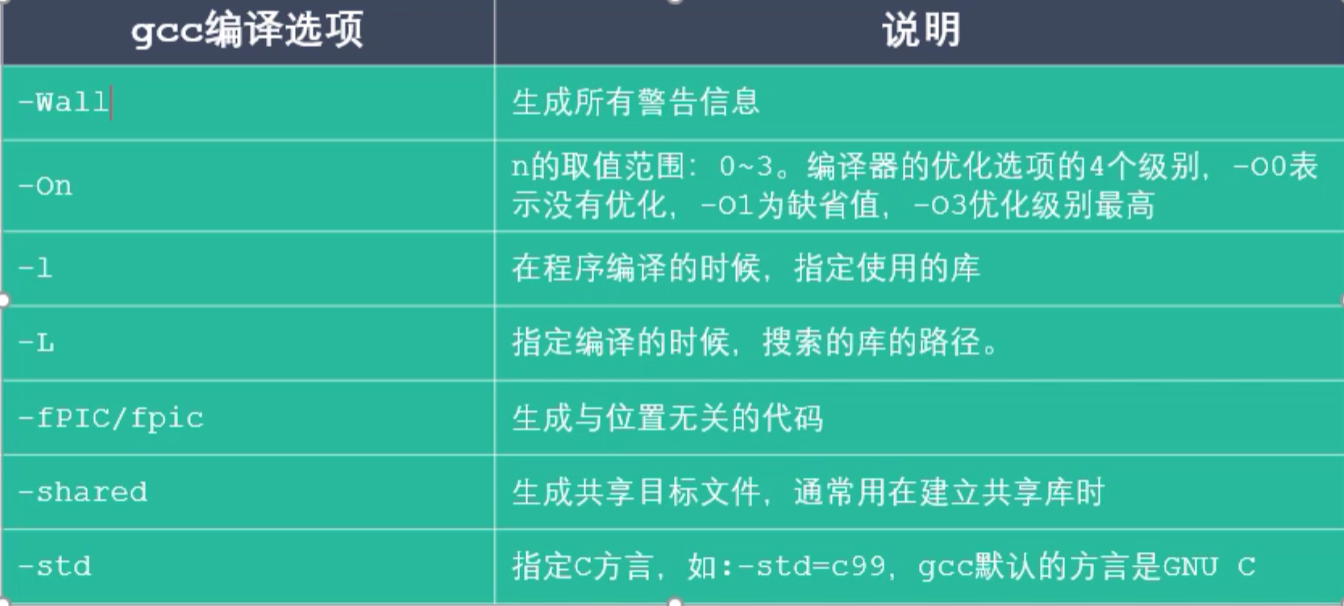 gcc编译选项 说明
-Wall 生成所有警告信息
-On n的取值范围：0~3。编译器的优化选项的4个级别，-O0表
示没有优化，-O1为缺省值，-O3优化级别最高
-l 在程序编译的时候，指定使用的库
-L 指定编译的时候，搜索的库的路径。
-fPIC/fpic 生成与位置无关的代码
-shared 生成共享目标文件，通常用在建立共享库时
-std 指定C方言，如:-std=c99，gcc默认的方言是GNU C